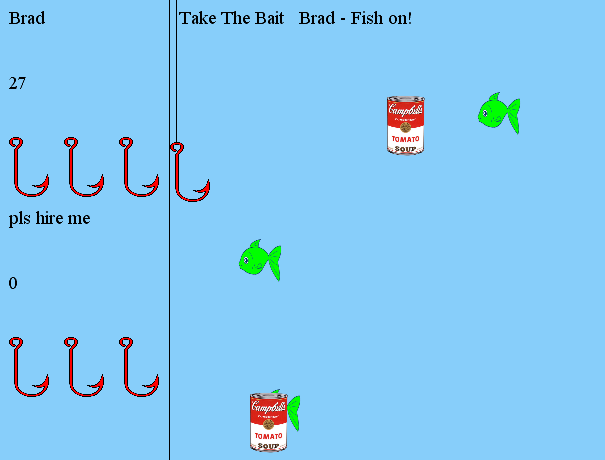 Brad
Take The Bait Brad - Fish on!
27
Campbell's
TOMATO
SOUP
pls hire me
0
Campbell's
TOMATO
SOUP